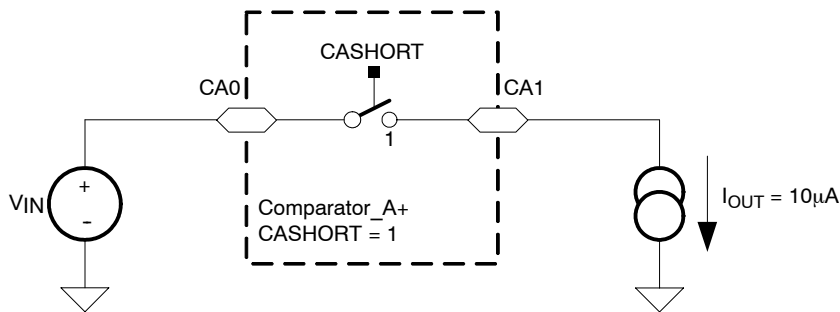 CASHORT
CA0
CA1
1
VIN
+
-
Comparator_A+
CASHORT = 1
IOUT = 10µA